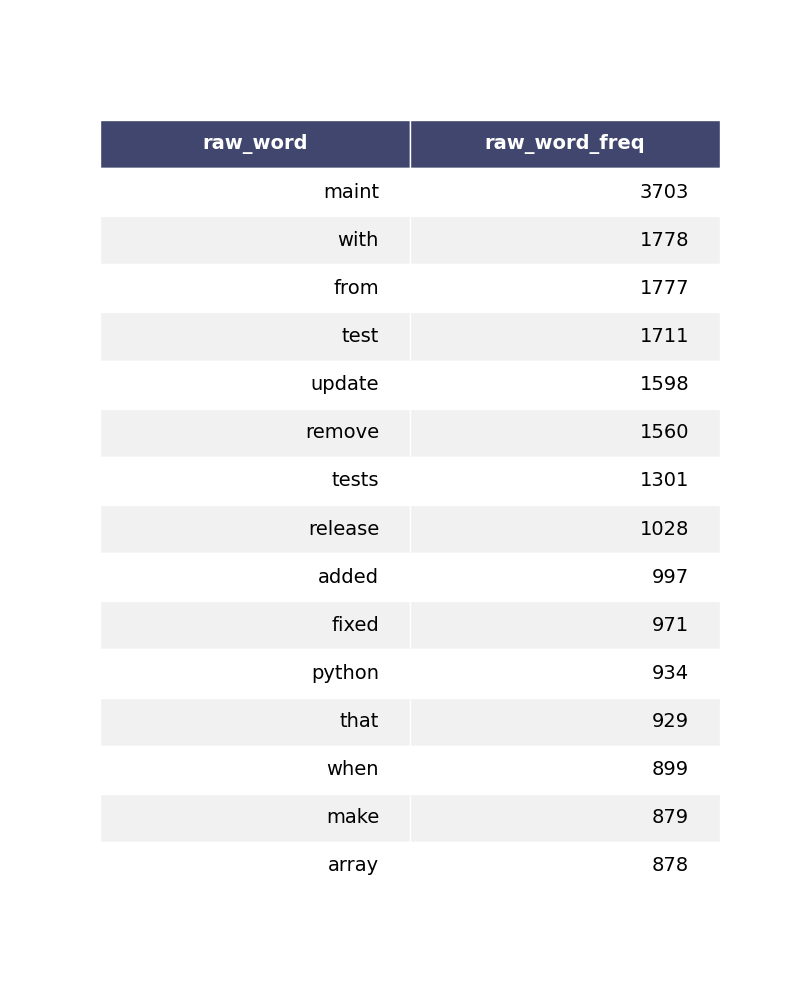 raw_word raw_word_freq
maint 3703
with 1778
from 1777
test 1711
update 1598
remove 1560
tests 1301
release 1028
added 997
fixed 971
python 934
that 929
when 899
make 879
array 878